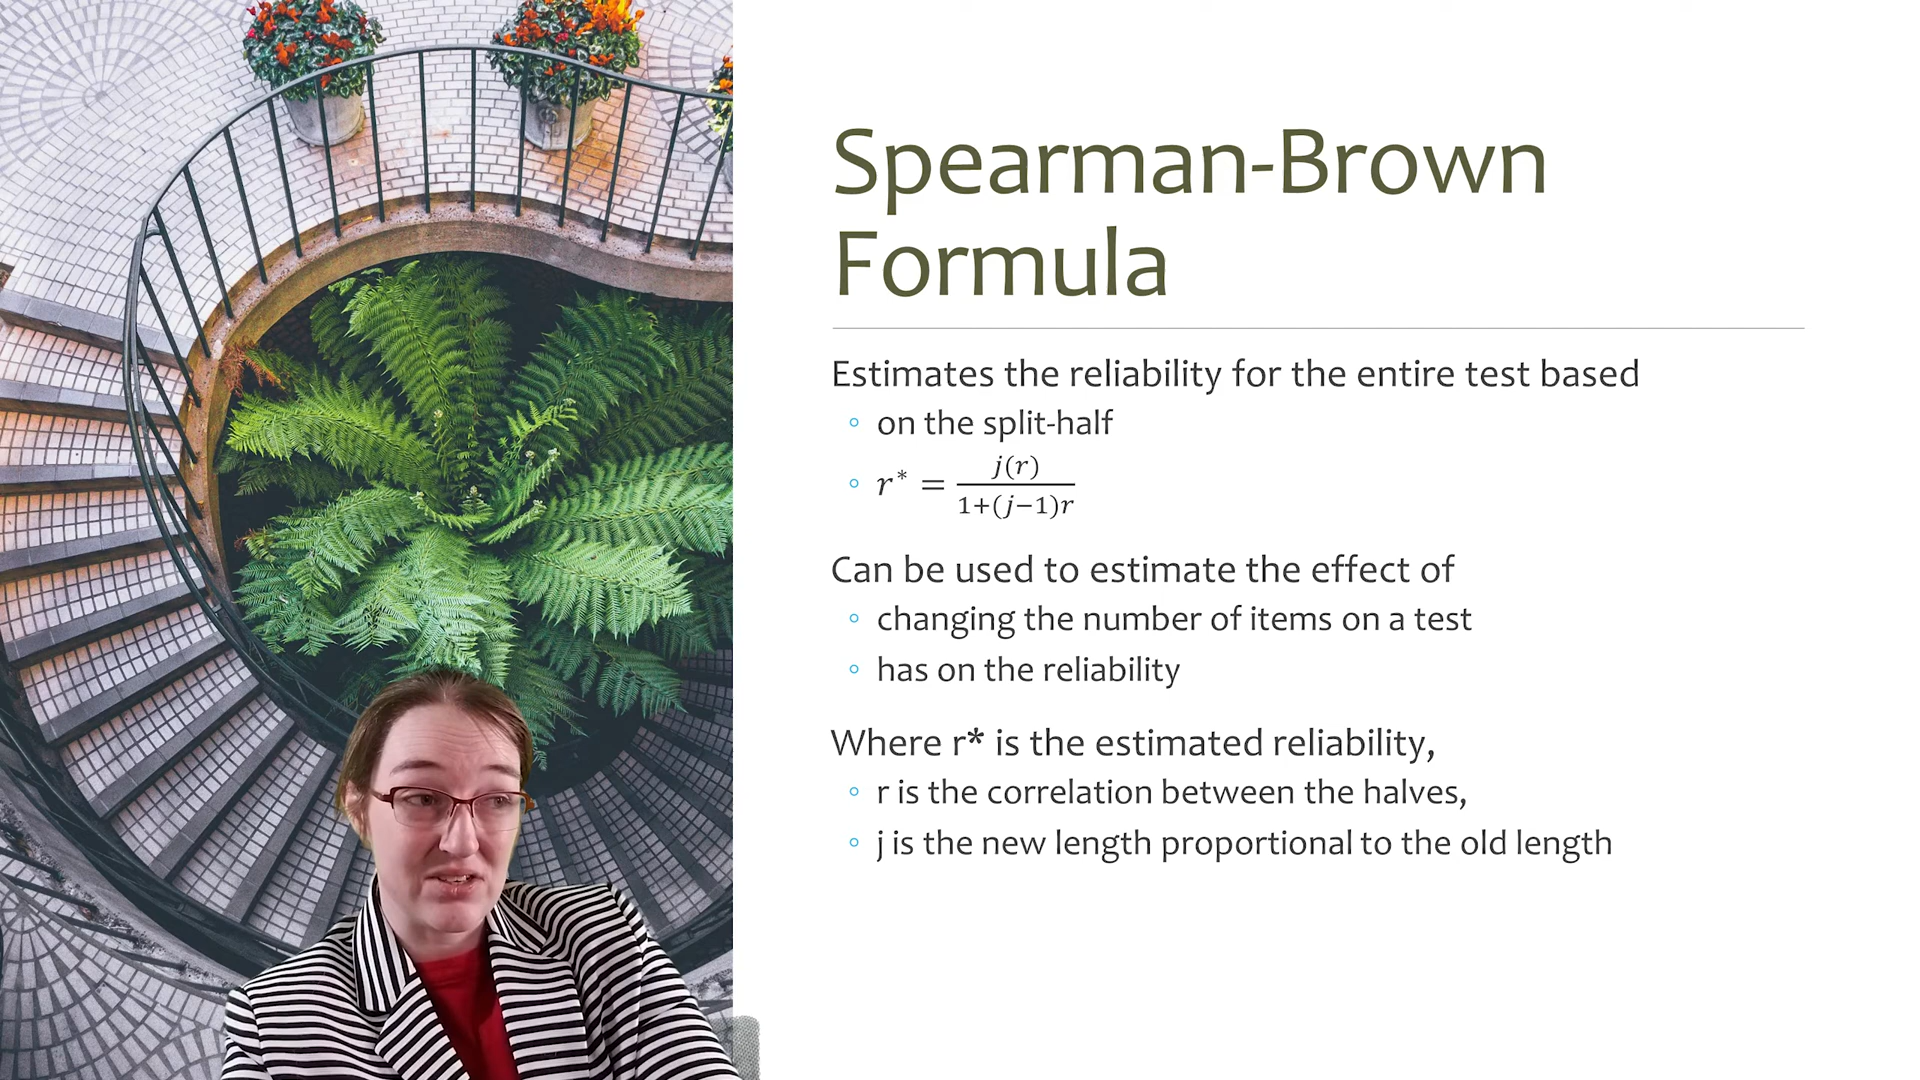 Spearman-Brown
Formula
Estimates the reliability for the entire test based
◦ on the split-half
◦ r* = j(r) / 1+(j−1)r
Can be used to estimate the effect of
◦ changing the number of items on a test
◦ has on the reliability
Where r* is the estimated reliability,
◦ r is the correlation between the halves,
◦ j is the new length proportional to the old length